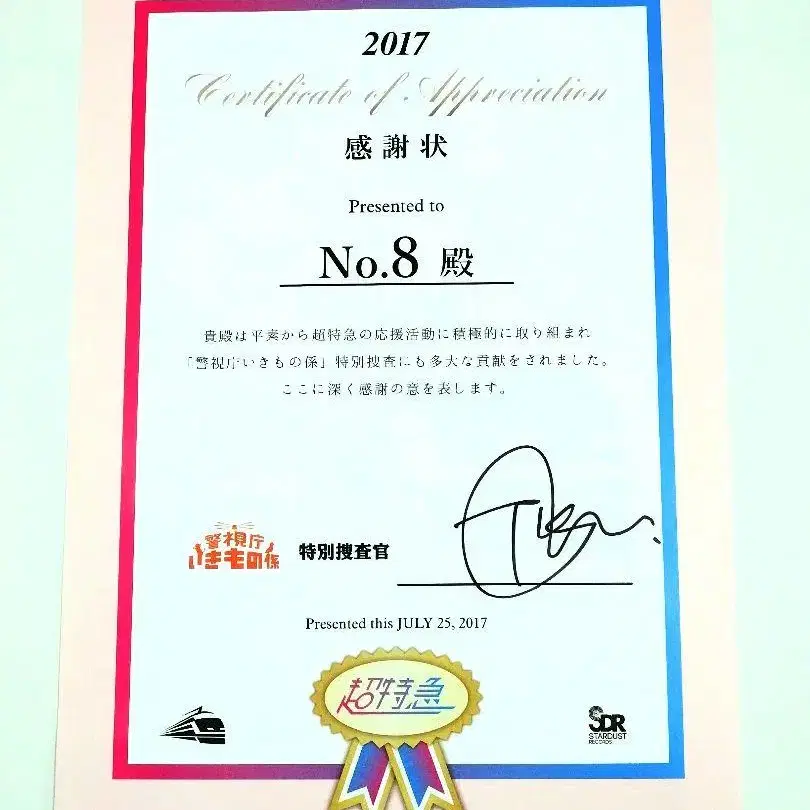 2017
Certificate of Appreciation
感謝状
Presented to
No.8 殿
貴殿は平素から超特急の応援活動に積極的に取り組まれ
「警視庁いきもの係」特別捜査にも多大な貢献をされました。
ここに深く感謝の意を表します。
警視庁
いきもの係
特別捜査官
Presented this JULY 25, 2017
超特急
SDR
STARDUST
RECORDS